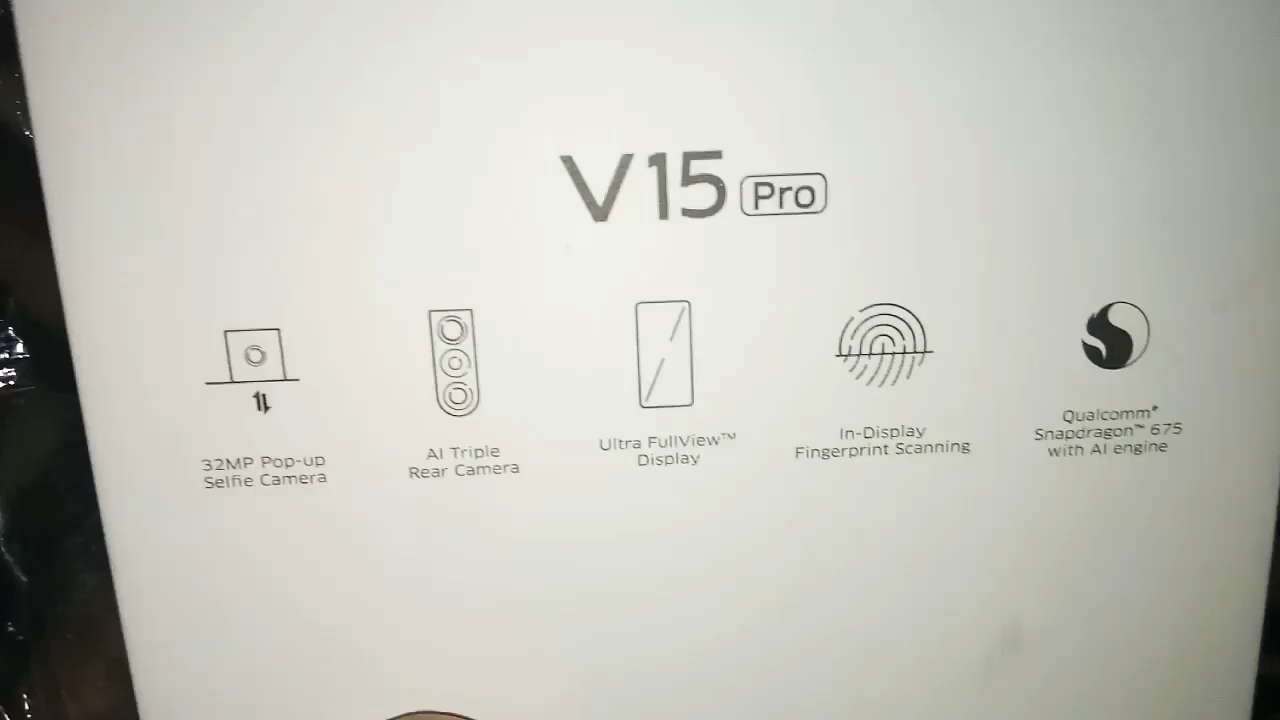 V15 Pro
32MP Pop-up
Selfie Camera
AI Triple
Rear Camera
Ultra FullView™
Display
In-Display
Fingerprint Scanning
Qualcomm®
Snapdragon™ 675
with AI engine